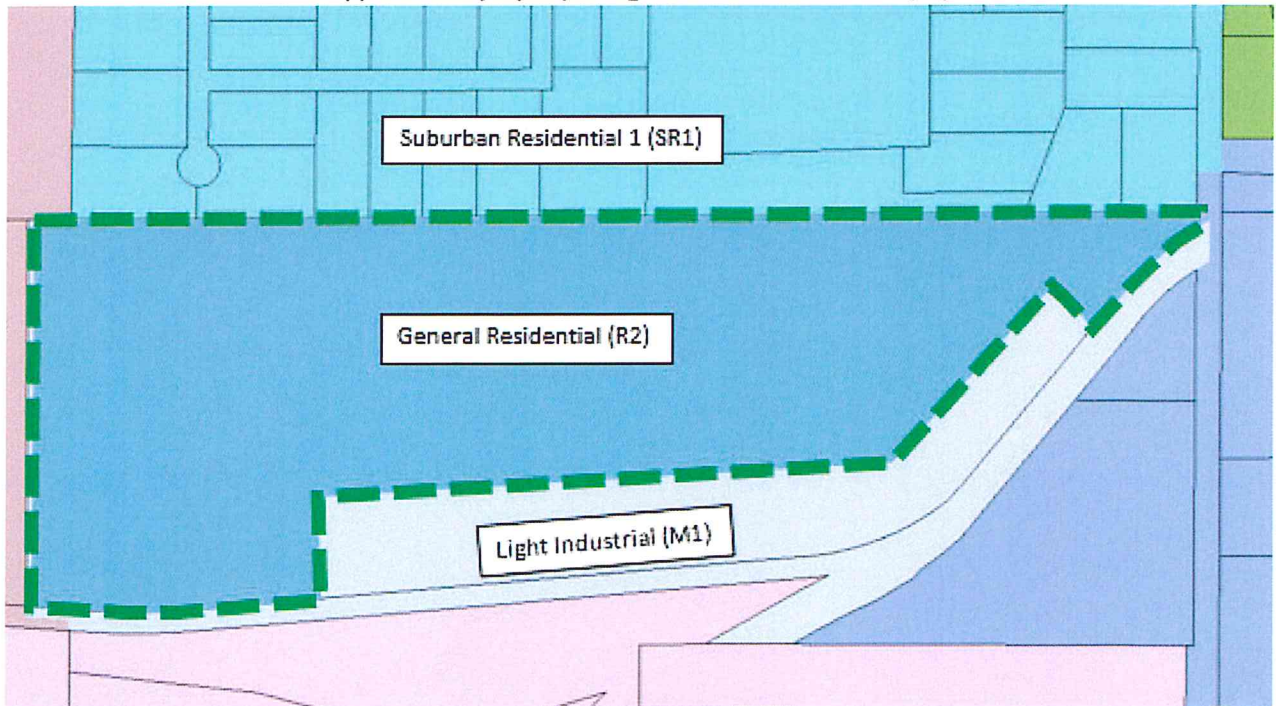 Suburban Residential 1 (SR1)
General Residential (R2)
Light Industrial (M1)